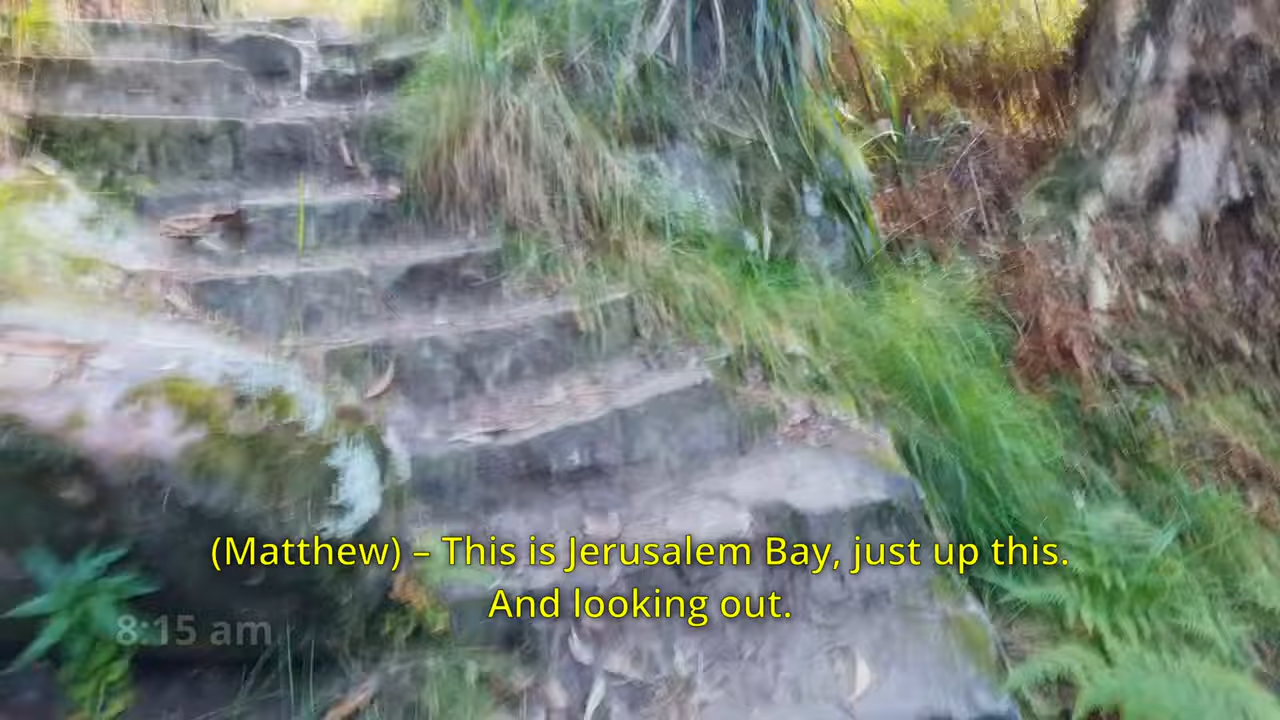 (Matthew) – This is Jerusalem Bay, just up this.
And looking out.
8:15 am